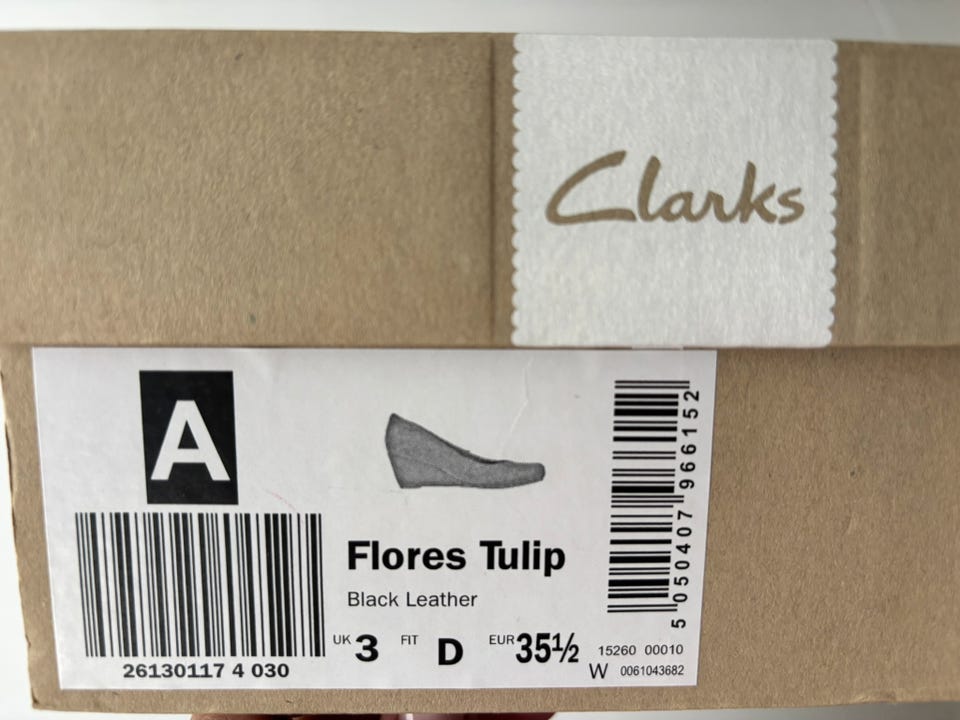 Clarks
A
Flores Tulip
Black Leather
UK 3 FIT D EUR 35½
26130117 4 030
5 050407 966152
15260 00010
W 0061043682